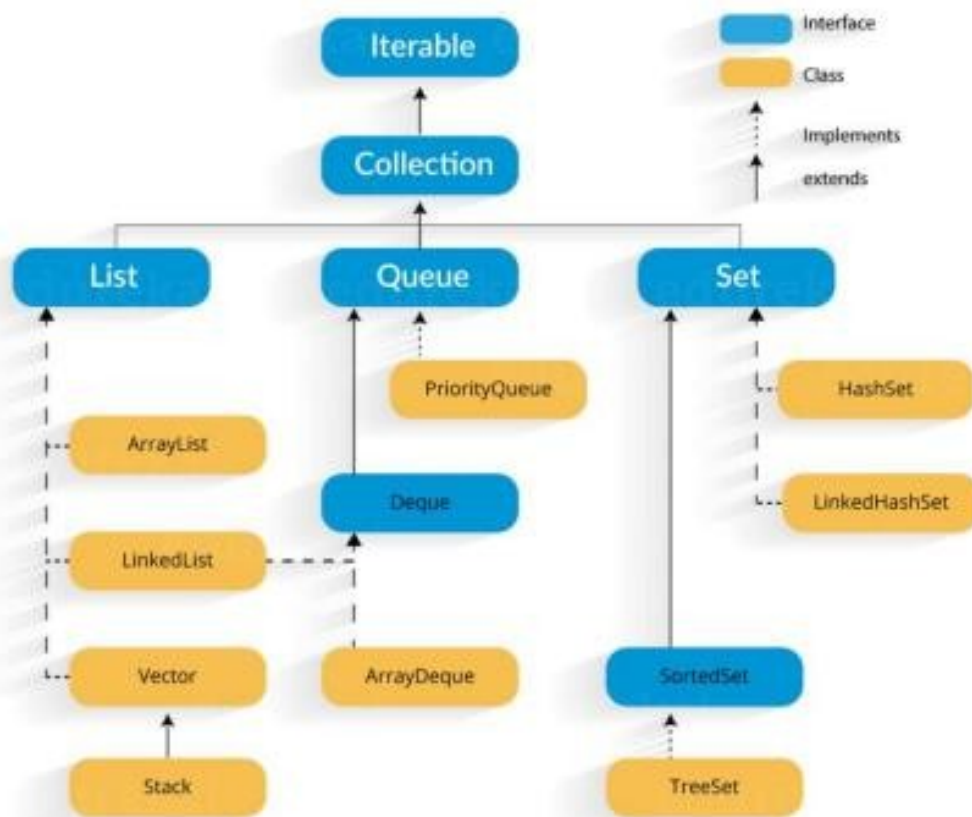 Iterable
Interface
Class
Collection
Implements
extends
List
Queue
Set
PriorityQueue
HashSet
ArrayList
Deque
LinkedHashSet
LinkedList
Vector
ArrayDeque
SortedSet
Stack
TreeSet